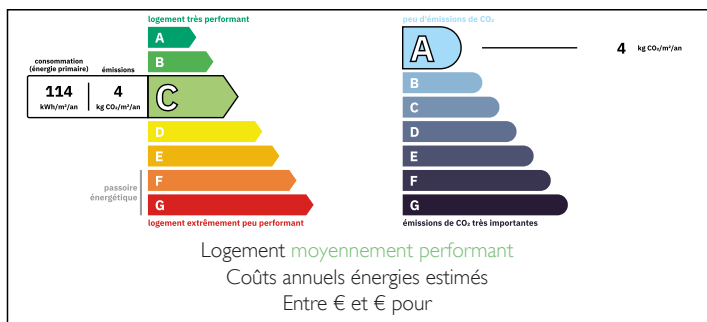 logement très performant
A
B
consommation
(énergie primaire)
émissions
114
kWh/m²/an
4
kg CO₂/m²/an
C
D
E
F
G
passoire
énergétique
logement extrêmement peu performant
peu d'émissions de CO₂
A
4 kg CO₂/m²/an
B
C
D
E
F
G
émissions de CO₂ très importantes
Logement moyennement performant
Coûts annuels énergies estimés
Entre € et € pour